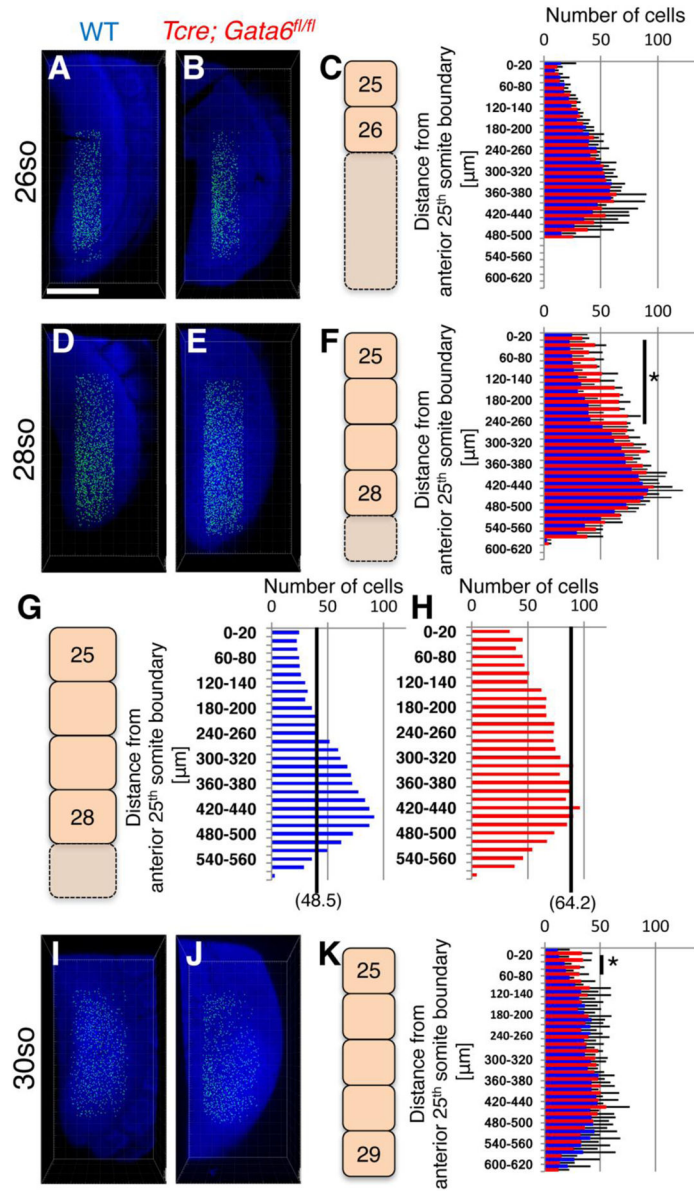 WT
Tcre; Gata6fl/fl
26so
A
B
C
25
26
Distance from
anterior 25th somite boundary
[µm]
Number of cells
0
50
100
0-20
60-80
120-140
180-200
240-260
300-320
360-380
420-440
480-500
540-560
600-620
28so
D
E
F
25
28
Distance from
anterior 25th somite boundary
[µm]
0
50
100
0-20
60-80
120-140
180-200
240-260
300-320
360-380
420-440
480-500
540-560
600-620
*
G
25
28
Distance from
anterior 25th somite boundary
[µm]
Number of cells
0
50
100
0-20
60-80
120-140
180-200
240-260
300-320
360-380
420-440
480-500
540-560
(48.5)
H
Number of cells
0
50
100
0-20
60-80
120-140
180-200
240-260
300-320
360-380
420-440
480-500
540-560
(64.2)
30so
I
J
K
25
29
Distance from
anterior 25th somite boundary
[µm]
0
50
100
0-20
60-80
120-140
180-200
240-260
300-320
360-380
420-440
480-500
540-560
600-620
*